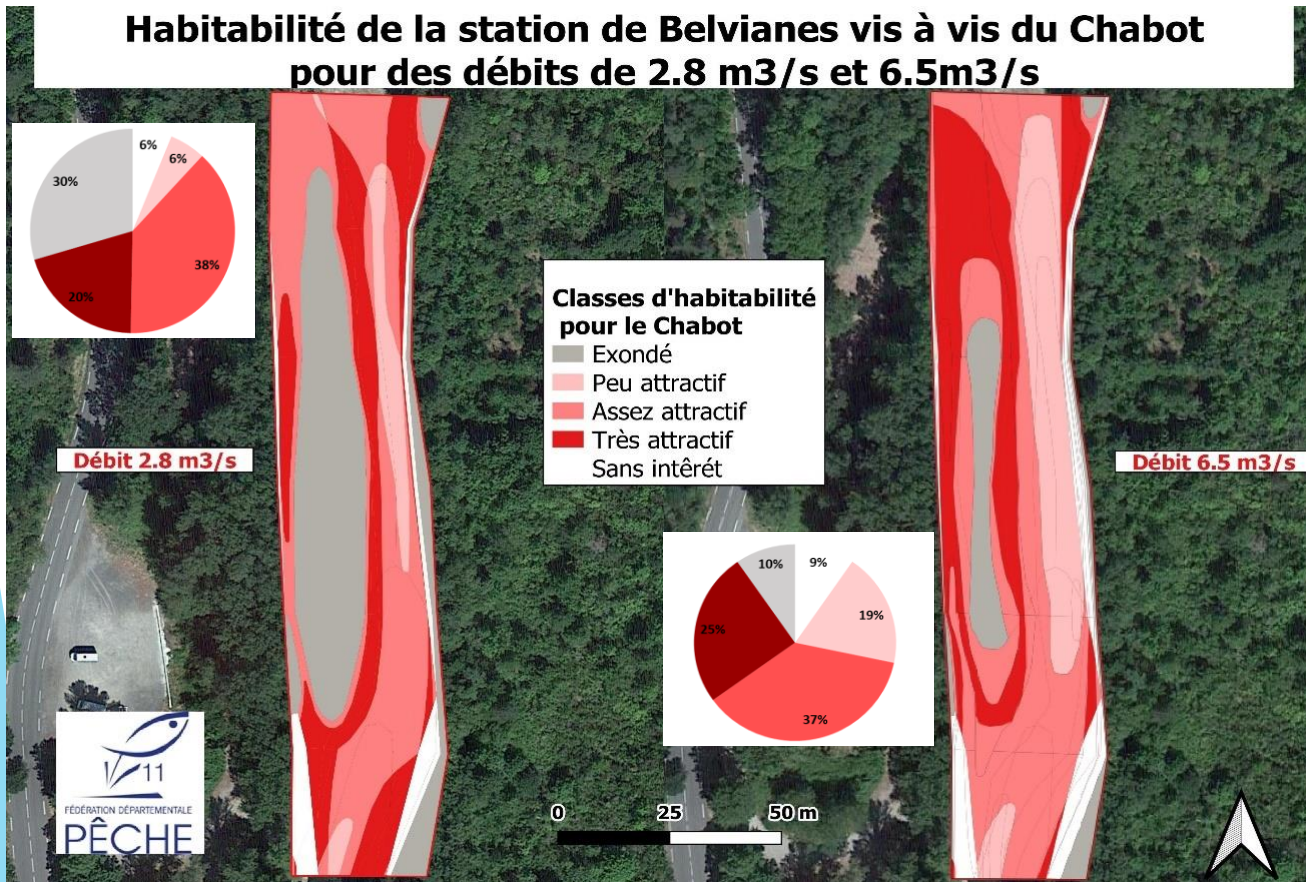 Habitabilité de la station de Belvianes vis à vis du Chabot
pour des débits de 2.8 m3/s et 6.5m3/s
6%
6%
30%
38%
20%
Classes d'habitabilité
pour le Chabot
Exondé
Peu attractif
Assez attractif
Très attractif
Sans intérét
Débit 2.8 m3/s
Débit 6.5 m3/s
10%
9%
19%
25%
37%
11
FÉDÉRATION DÉPARTEMENTALE
PÊCHE
0 25 50 m